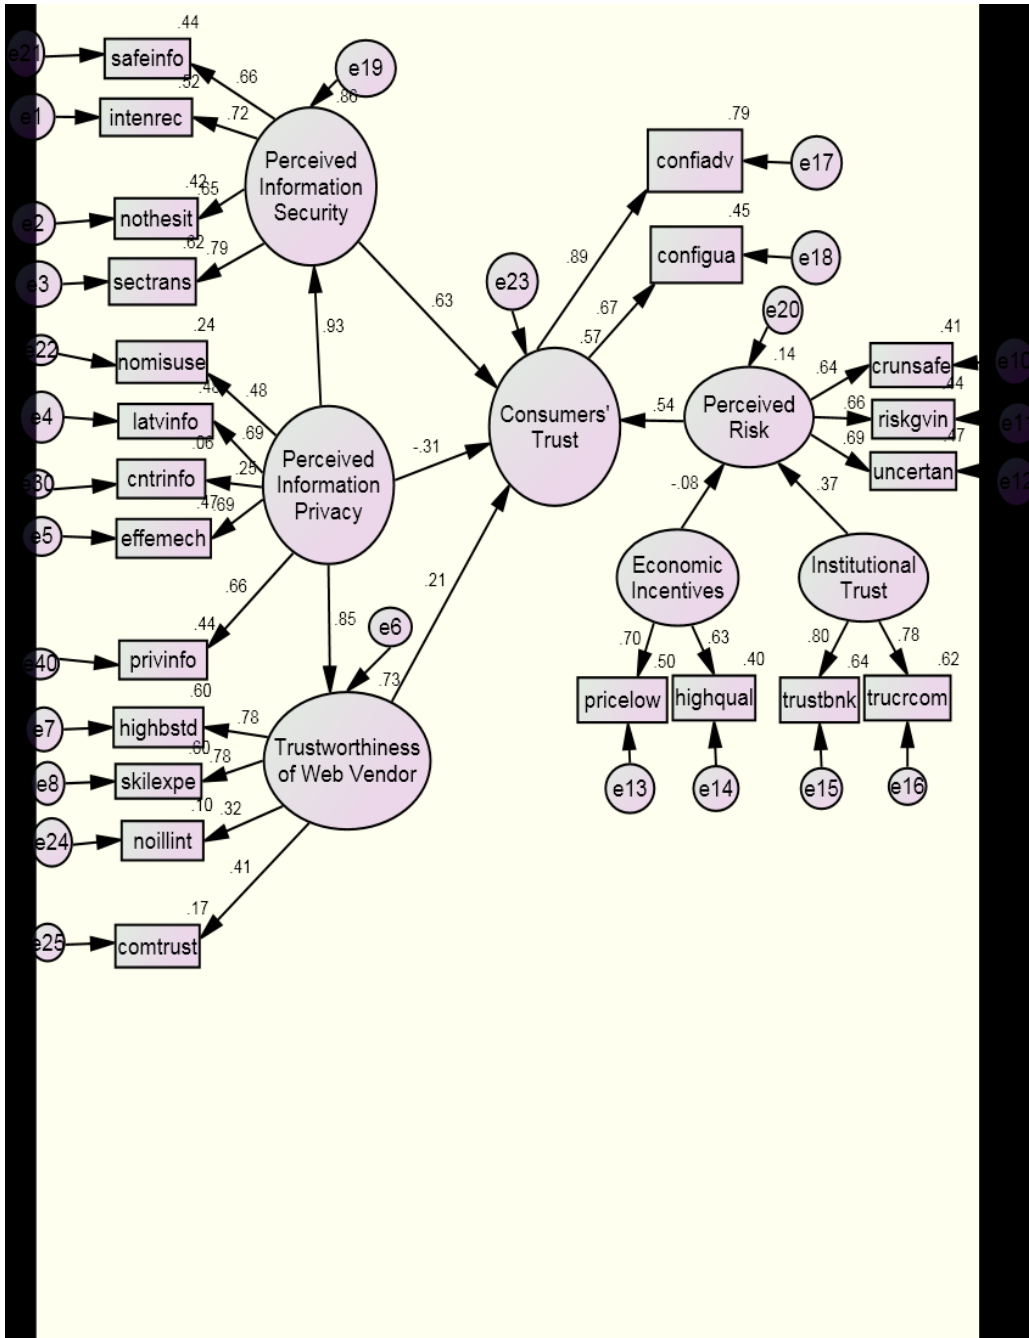 .44
e21
safeinfo
e19
.66
.52
.86
e1
intenrec
.72
Perceived
Information
Security
.42
.65
e2
nothesit
.62
.79
e3
sectrans
.93
.63
.24
e22
nomisuse
.48
.48
e4
latvinfo
.69
.06
Perceived
Information
Privacy
cntrinfo
.25
.47
.69
e5
effemech
-.31
.66
.44
e40
privinfo
.85
e6
.21
.60
.73
e7
highbstd
.78
Trustworthiness
of Web Vendor
.60
.78
e8
skilexpe
.10
.32
e24
noillint
.41
.17
e25
comtrust
.79
confiadv
e17
.45
configua
e18
.89
.67
e23
.57
Consumers'
Trust
e20
.14
.54
Perceived
Risk
.64
.41
crunsafe
e10
.66
.44
riskgvin
.69
.47
uncertan
e12
-.08
.37
Economic
Incentives
Institutional
Trust
.70
.63
.80
.78
.50
.40
.64
.62
pricelow
highqual
trustbnk
trucrcom
e13
e14
e15
e16